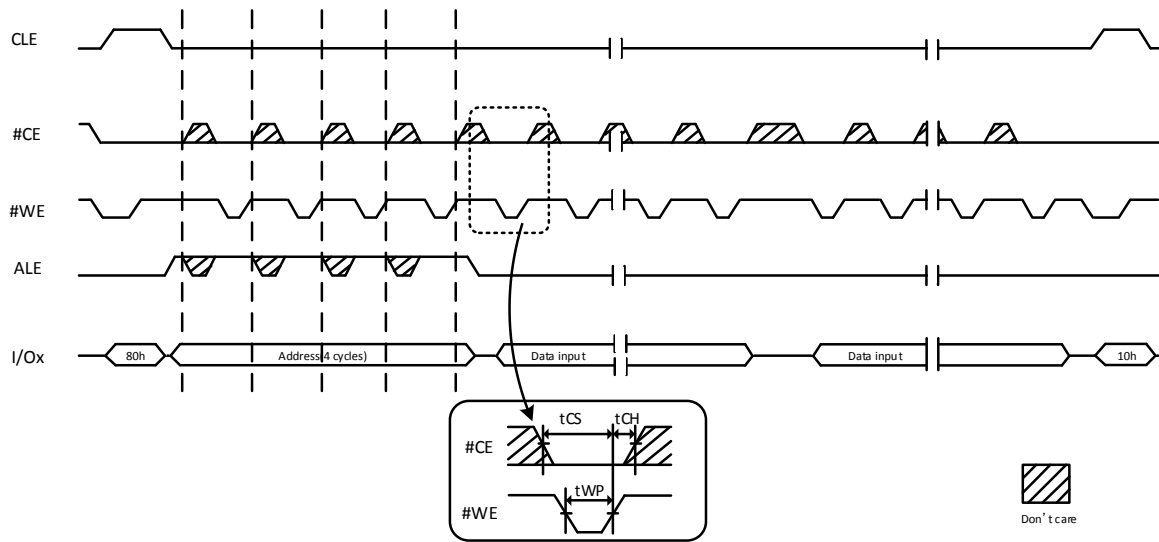 CLE
#CE
#WE
ALE
I/Ox
80h
Address(4 cycles)
Data input
Data input
10h
tCS
tCH
#CE
tWP
#WE
Don't care